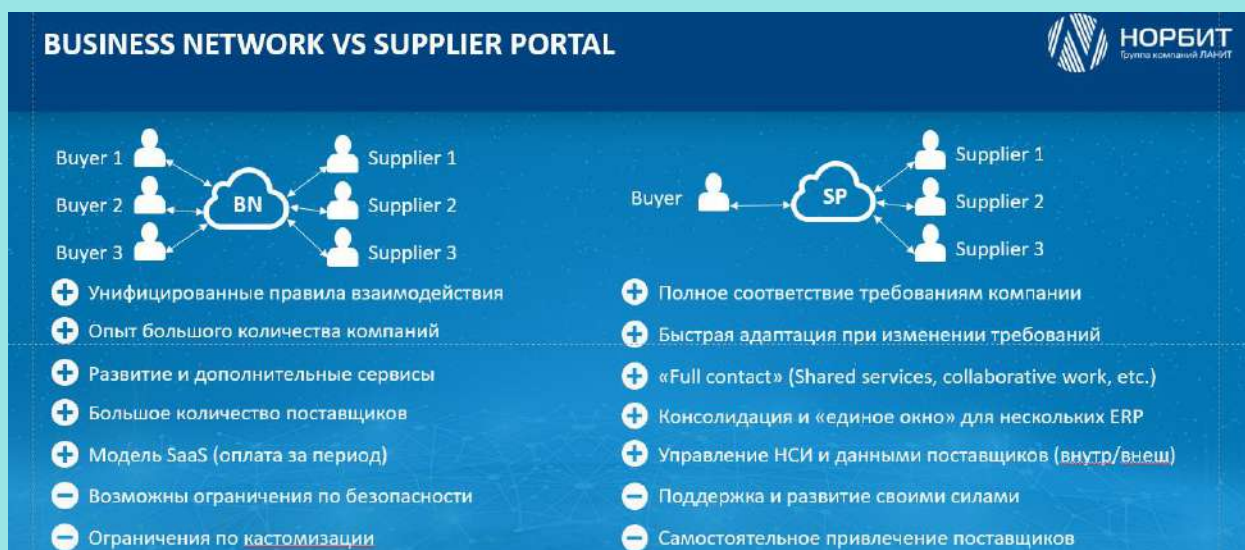 BUSINESS NETWORK VS SUPPLIER PORTAL
НОРБИТ
Группа компаний ЛАНИТ
Buyer 1
Buyer 2
Buyer 3
BN
Supplier 1
Supplier 2
Supplier 3
Унифицированные правила взаимодействия
Опыт большого количества компаний
Развитие и дополнительные сервисы
Большое количество поставщиков
Модель SaaS (оплата за период)
Возможны ограничения по безопасности
Ограничения по кастомизации
Buyer
SP
Supplier 1
Supplier 2
Supplier 3
Полное соответствие требованиям компании
Быстрая адаптация при изменении требований
«Full contact» (Shared services, collaborative work, etc.)
Консолидация и «единое окно» для нескольких ERP
Управление НСИ и данными поставщиков (внутр/внеш)
Поддержка и развитие своими силами
Самостоятельное привлечение поставщиков